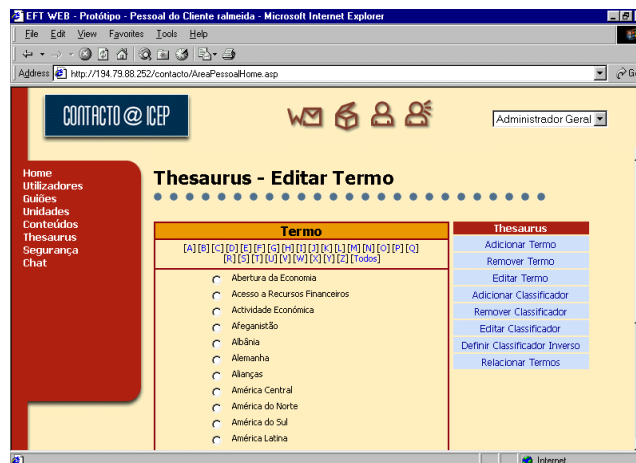 EFT WEB - Protótipo - Pessoal do Cliente ralmeida - Microsoft Internet Explorer
File Edit View Favorites Tools Help
Address http://194.79.88.252/contacto/AreaPessoalHome.asp
CONTACTO @ ICEP
Administrador Geral
Home
Utilizadores
Guiões
Unidades
Conteúdos
Thesaurus
Segurança
Chat
Thesaurus - Editar Termo
Termo
[A][B][C][D][E][F][G][H][I][J][K][L][M][N][O][P][Q]
[R][S][T][U][V][W][X][Y][Z][Todos]
Abertura da Economia
Acesso a Recursos Financeiros
Actividade Económica
Afeganistão
Albânia
Alemanha
Alianças
América Central
América do Norte
América do Sul
América Latina
Thesaurus
Adicionar Termo
Remover Termo
Editar Termo
Adicionar Classificador
Remover Classificador
Editar Classificador
Definir Classificador Inverso
Relacionar Termos
Internet